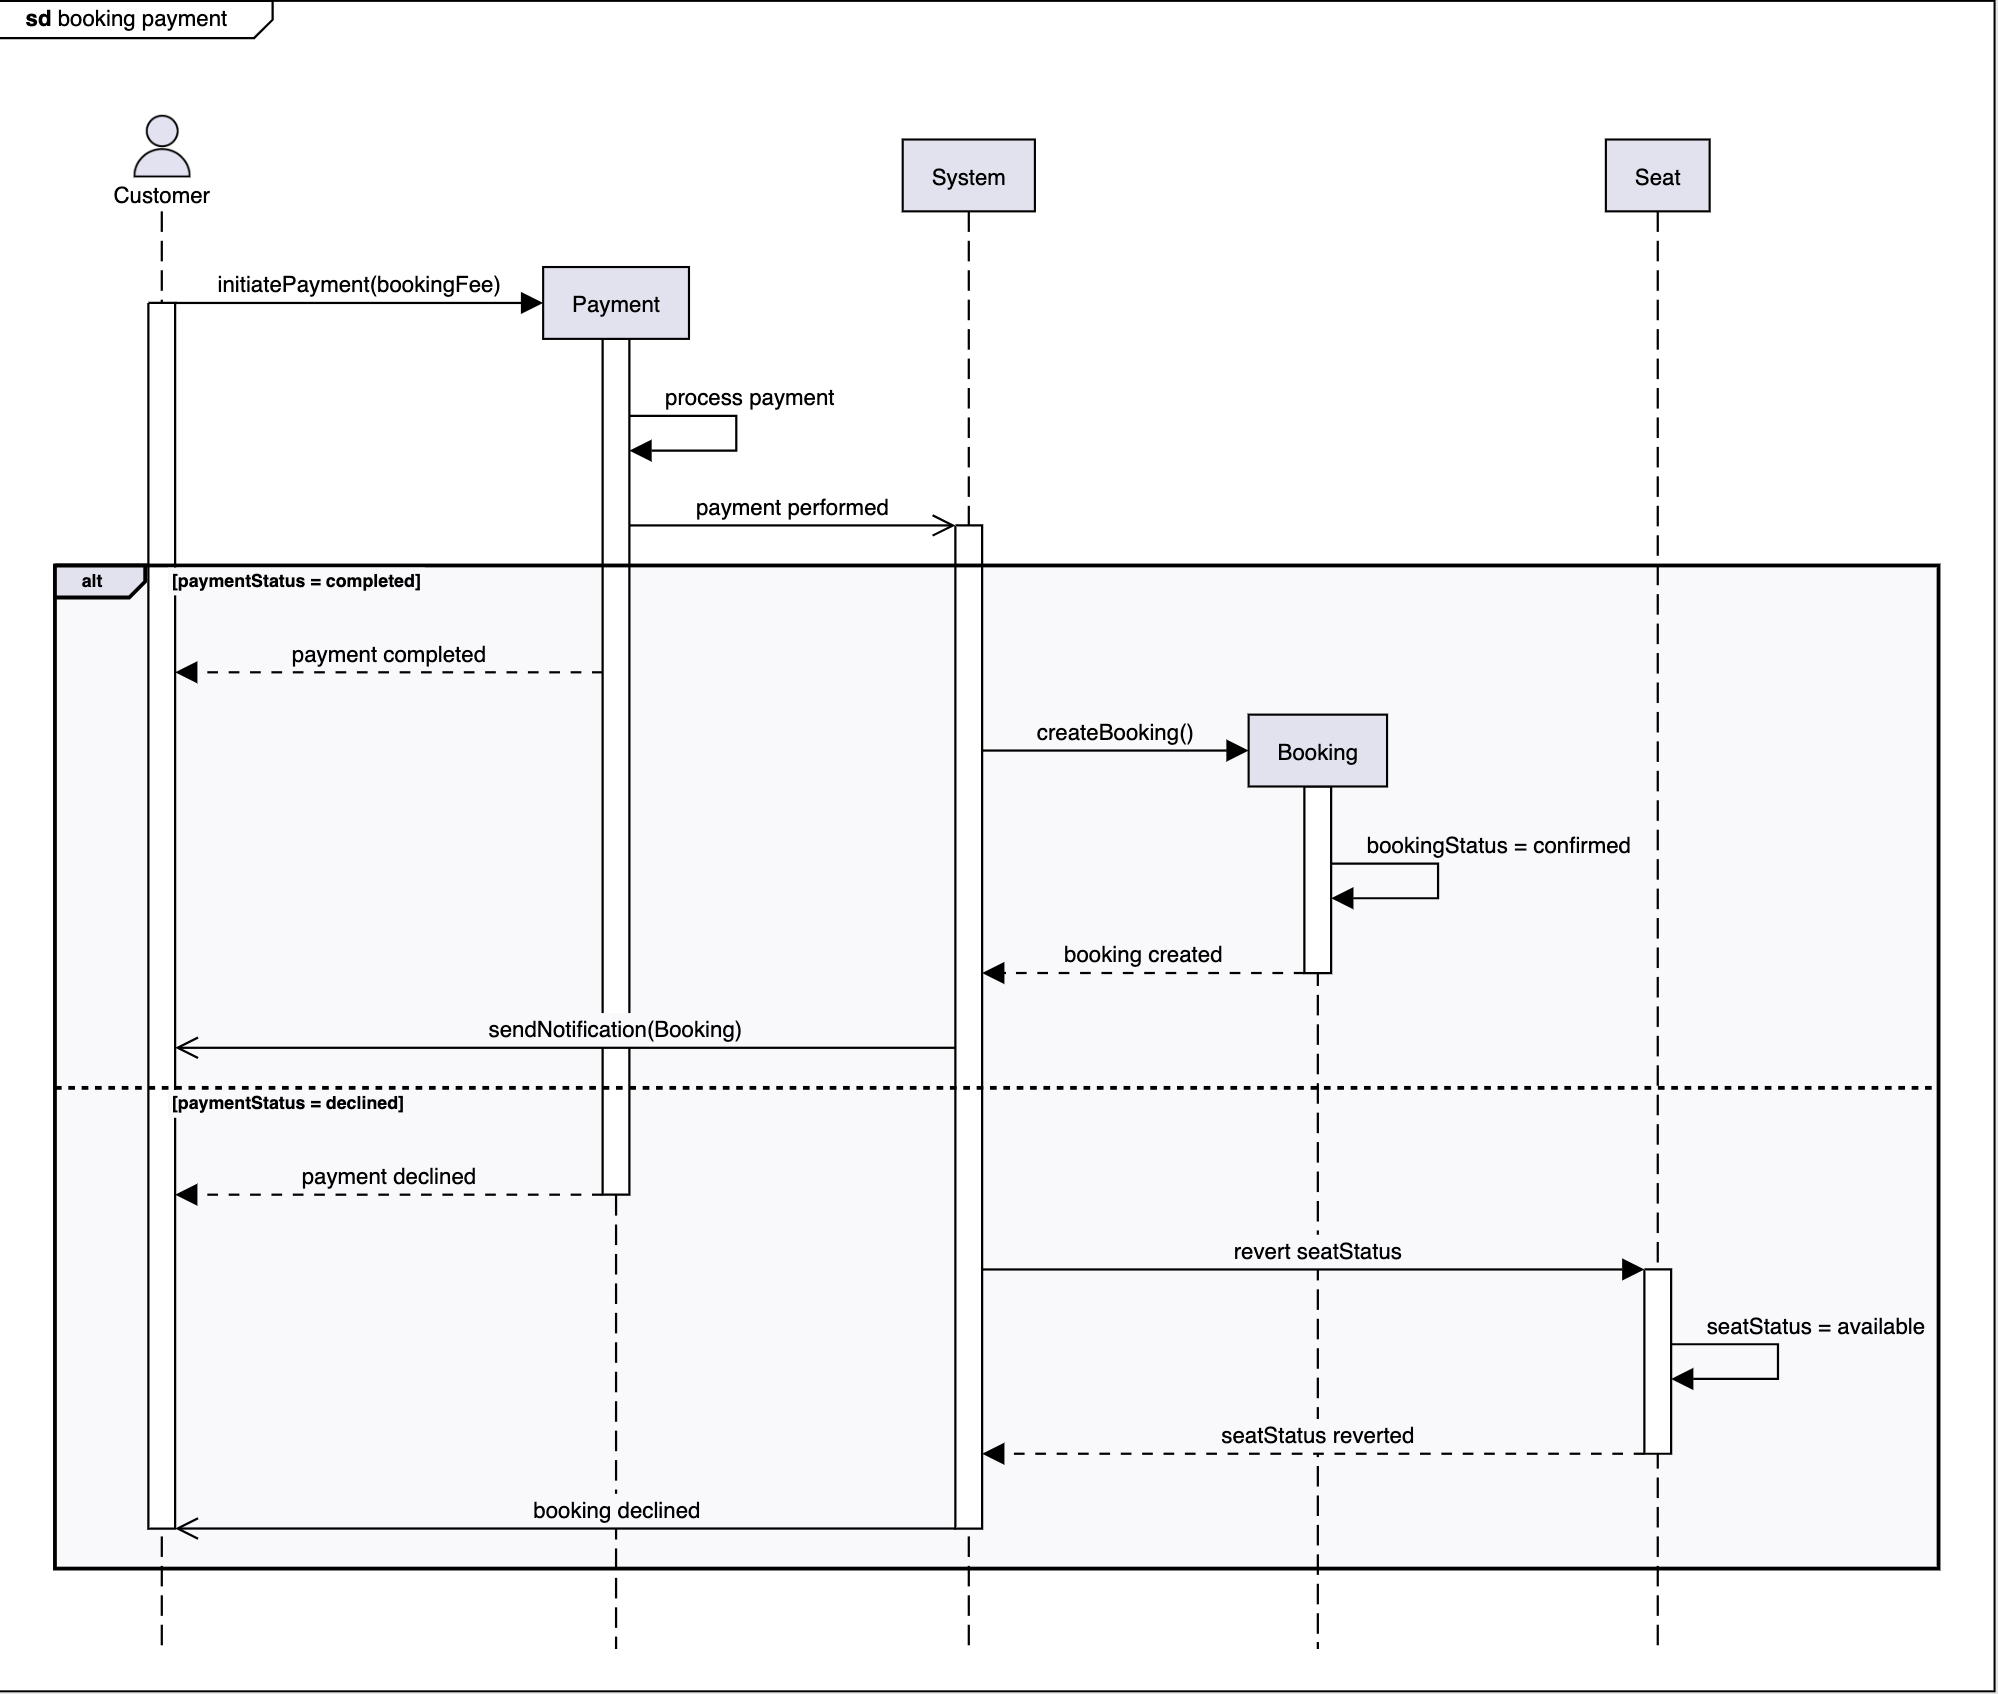 sd booking payment
Customer
System
Seat
initiatePayment(bookingFee)
Payment
process payment
payment performed
alt
[paymentStatus = completed]
payment completed
createBooking()
Booking
bookingStatus = confirmed
booking created
sendNotification(Booking)
[paymentStatus = declined]
payment declined
revert seatStatus
seatStatus = available
seatStatus reverted
booking declined